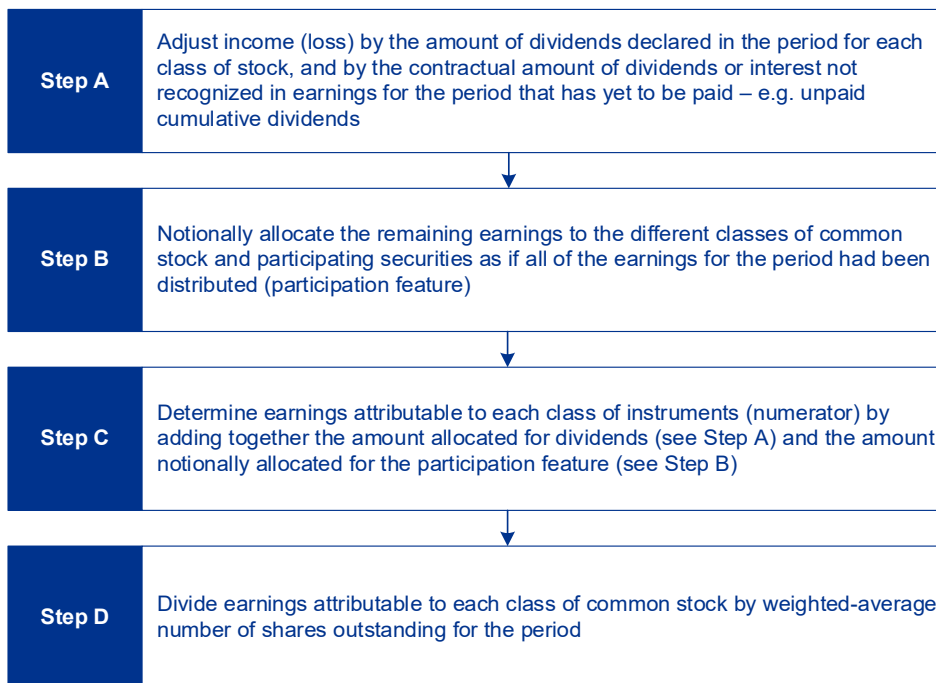 Step A
Adjust income (loss) by the amount of dividends declared in the period for each
class of stock, and by the contractual amount of dividends or interest not
recognized in earnings for the period that has yet to be paid – e.g. unpaid
cumulative dividends
Step B
Notionally allocate the remaining earnings to the different classes of common
stock and participating securities as if all of the earnings for the period had been
distributed (participation feature)
Step C
Determine earnings attributable to each class of instruments (numerator) by
adding together the amount allocated for dividends (see Step A) and the amount
notionally allocated for the participation feature (see Step B)
Step D
Divide earnings attributable to each class of common stock by weighted-average
number of shares outstanding for the period